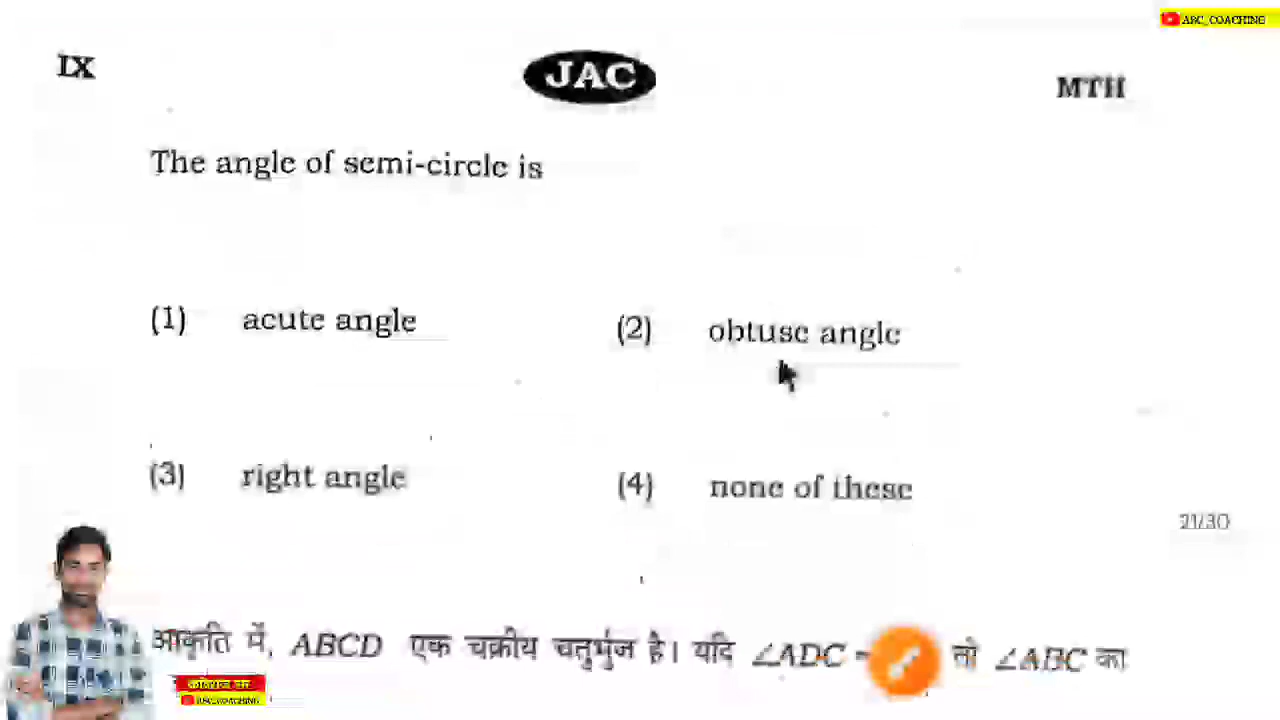 ABC_COACHING
IX JAC MTH
The angle of semi-circle is
(1) acute angle (2) obtuse angle
(3) right angle (4) none of these
21/30
आकृति में, ABCD एक चक्रीय चतुर्भुज है। यदि ∠ADC = तो ∠ABC का
ABC_COACHING